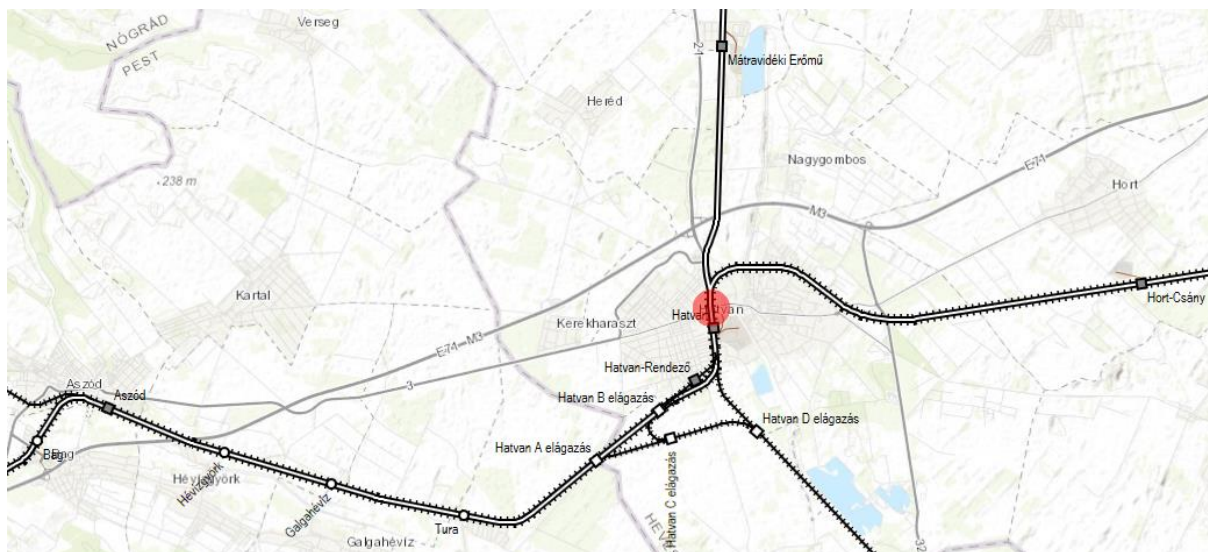 Verseg
NÓGRÁD
PEST
21
Mátravidéki Erőmű
Heréd
Nagygombos
E71
Hort
238 m
M3
Kartal
Hort-Csány
Hatvan
Hatvan
Kerekharaszt
E71-M3
3
Hatvan-Rendező
Aszód
Aszód
Hatvan B elágazás
Hatvan D elágazás
Bag
Bag
Hatvan A elágazás
Hévízgyörk
Hévízgyörk
Galgahévíz
Hatvan C elágazás
Tura
Galgahévíz
32